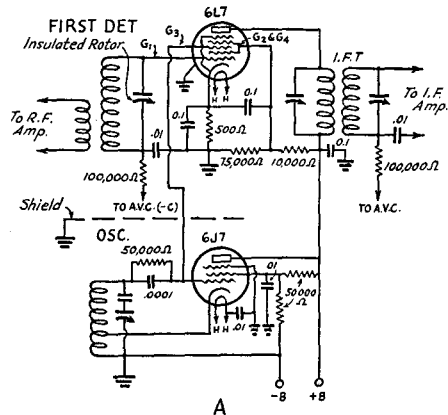 FIRST DET
Insulated Rotor
G3
6L7
G1
G2&G4
I.F.T
To R.F.
Amp.
To I.F.
Amp.
H H
0.1
0.1
.01
500Ω
75,000Ω
10,000Ω
0.1
.01
100,000Ω
TO A.V.C. (-C)
100,000Ω
TO A.V.C.
Shield
OSC.
50,000Ω
6J7
.0001
.01
50000
Ω
H H
.01
-B
+B
A